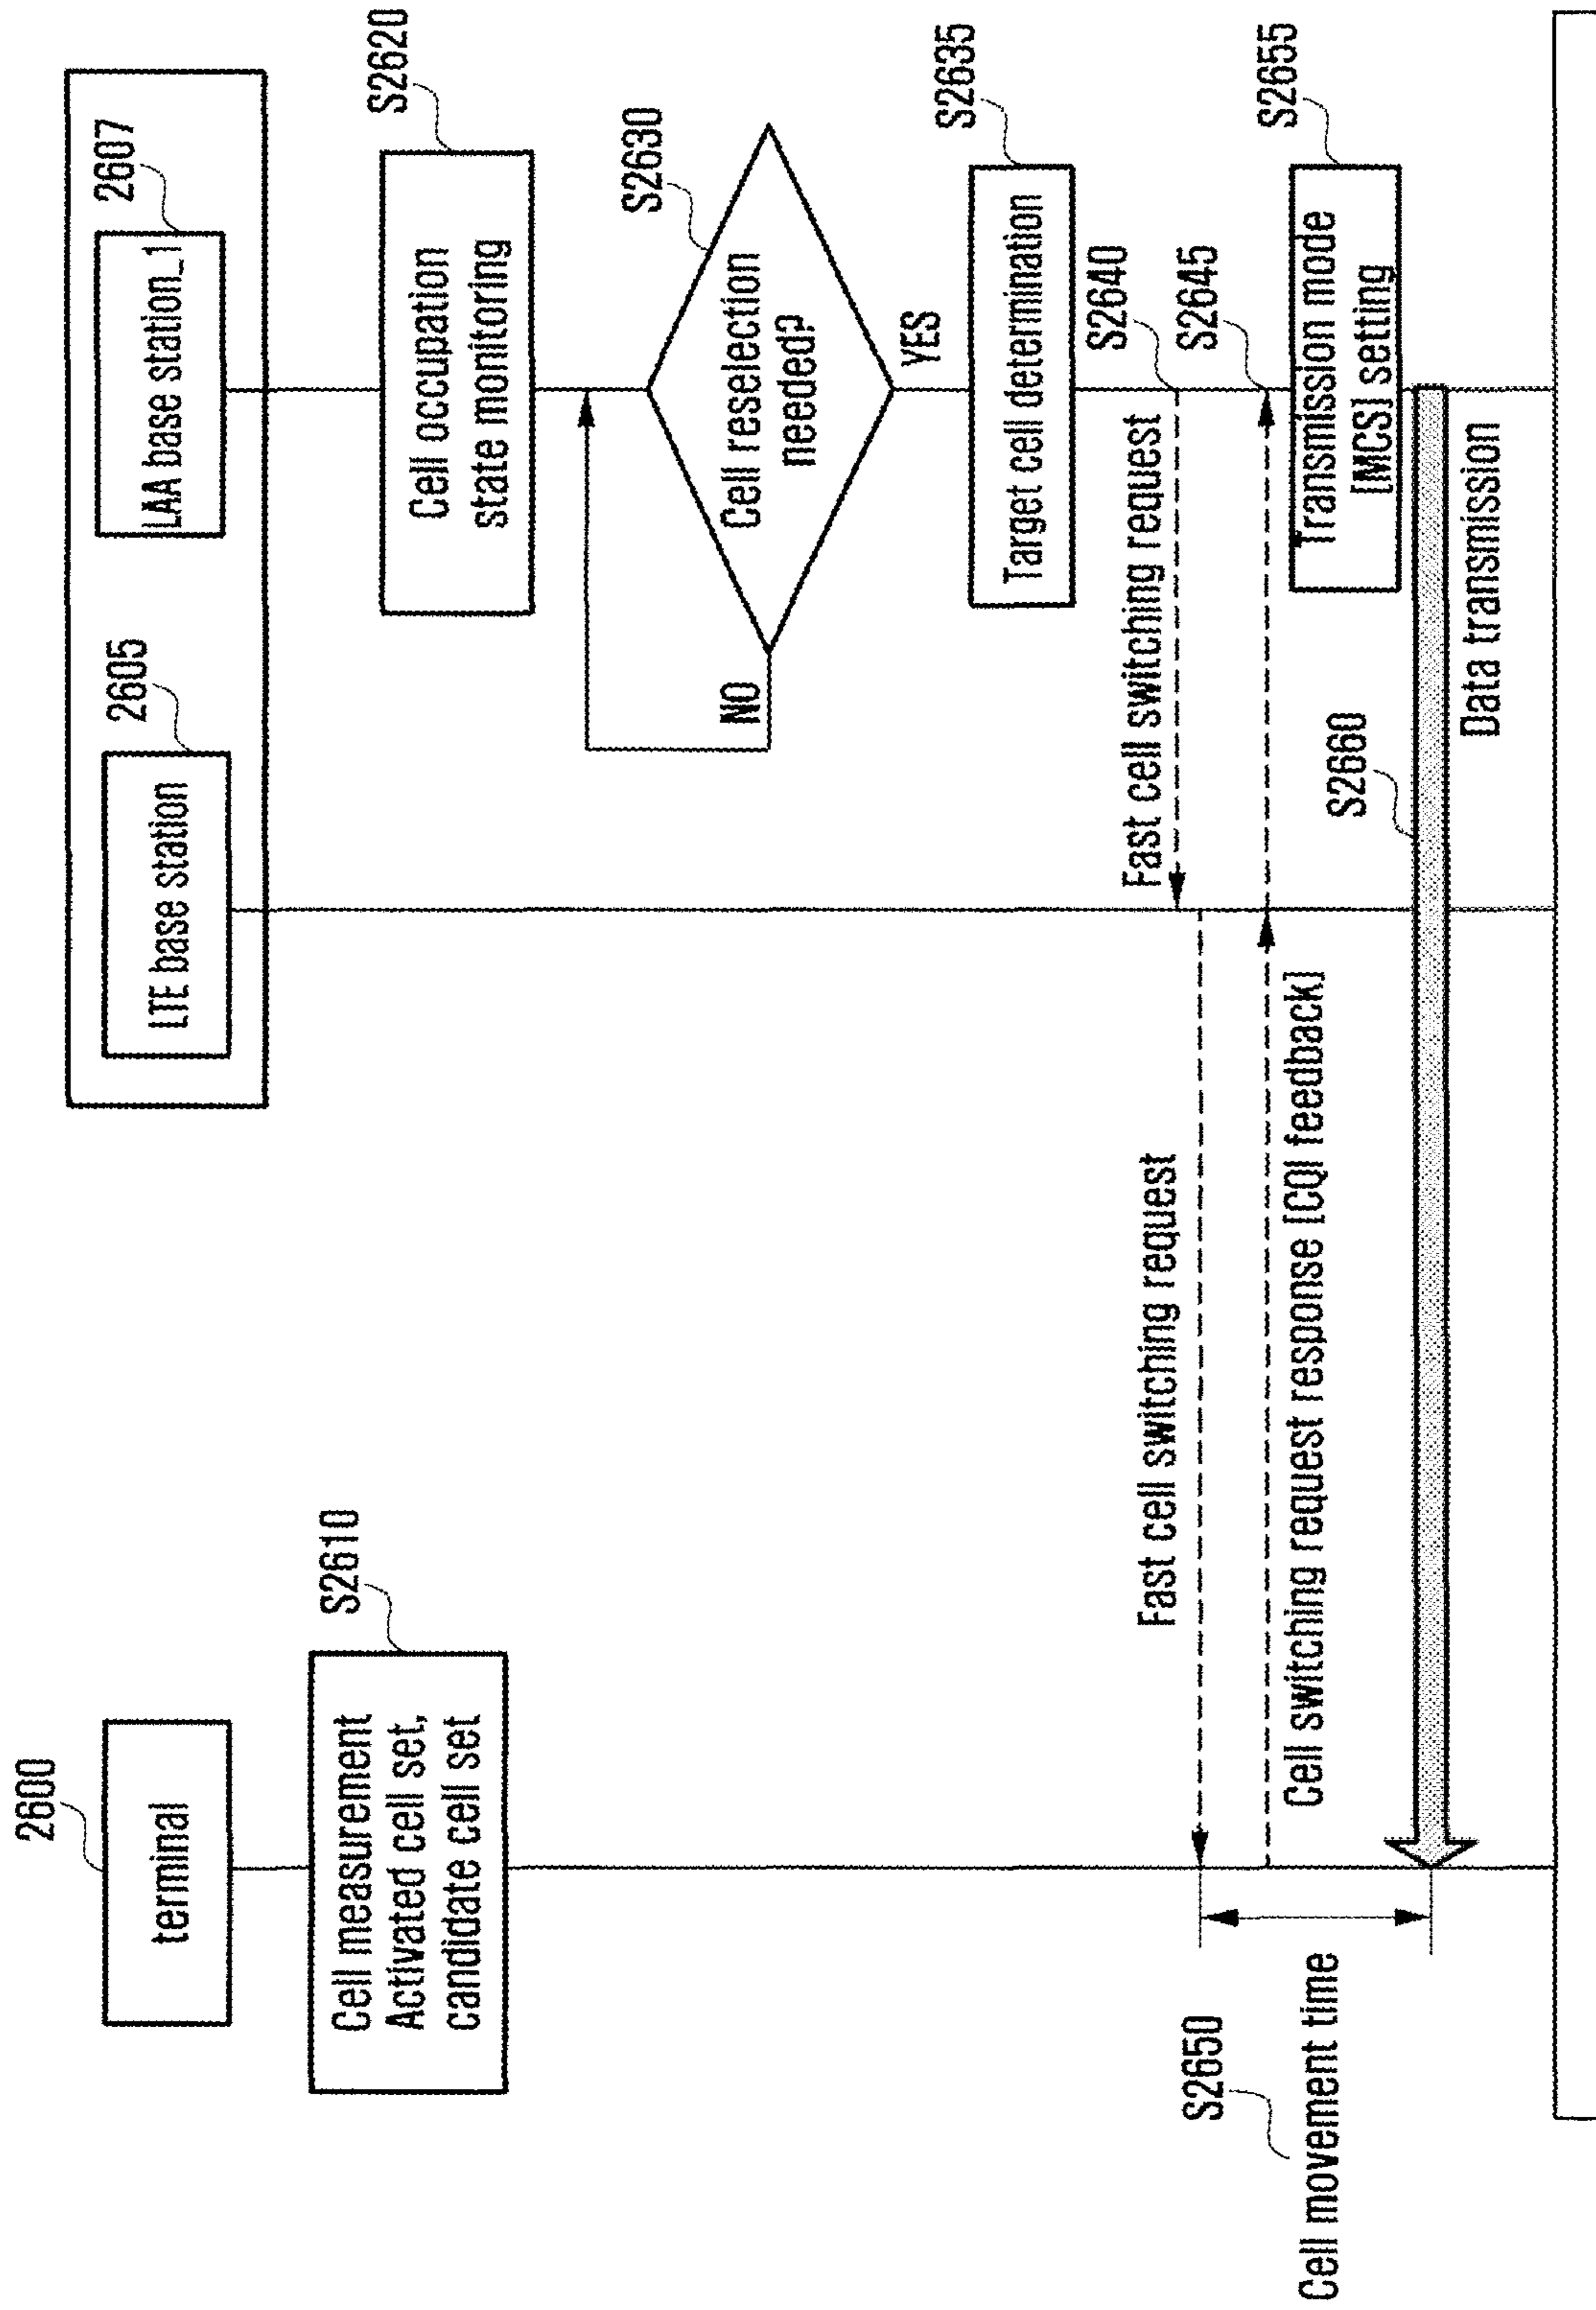 2600
terminal
2605
LTE base station
2607
LAA base station_1
S2610
Cell measurement
Activated cell set,
candidate cell set
S2620
Cell occupation
state monitoring
S2630
Cell reselection
needed?
NO
YES
S2635
Target cell determination
S2640
Fast cell switching request
Fast cell switching request
S2645
Cell switching request response [CQI feedback]
S2650
Cell movement time
S2655
Transmission mode
[MCS] setting
S2660
Data transmission